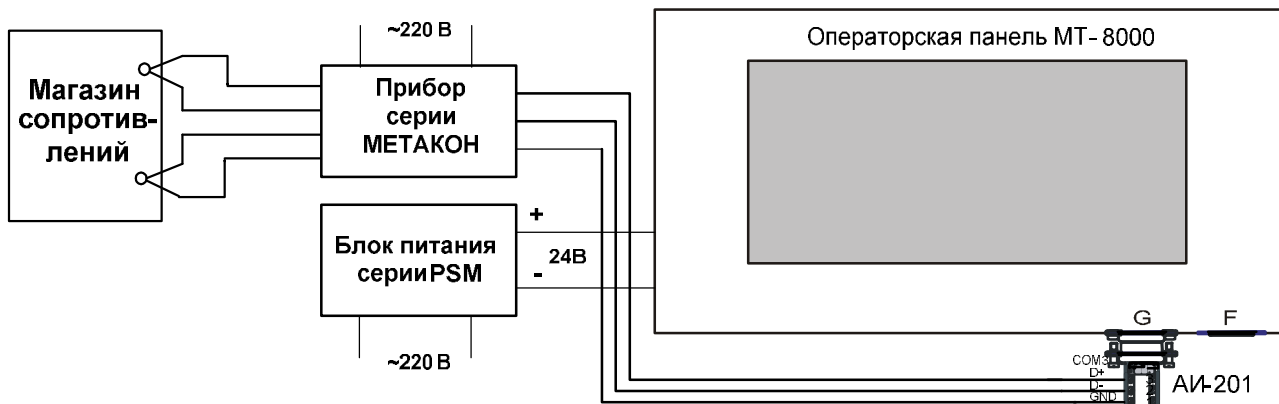 ~220 В
Операторская панель МТ- 8000
Магазин
сопротив-
лений
Прибор
серии
МЕТАКОН
+
Блок питания
серии PSM
24В
-
G
F
~220 В
COM3
D+
D-
GND
АИ-201